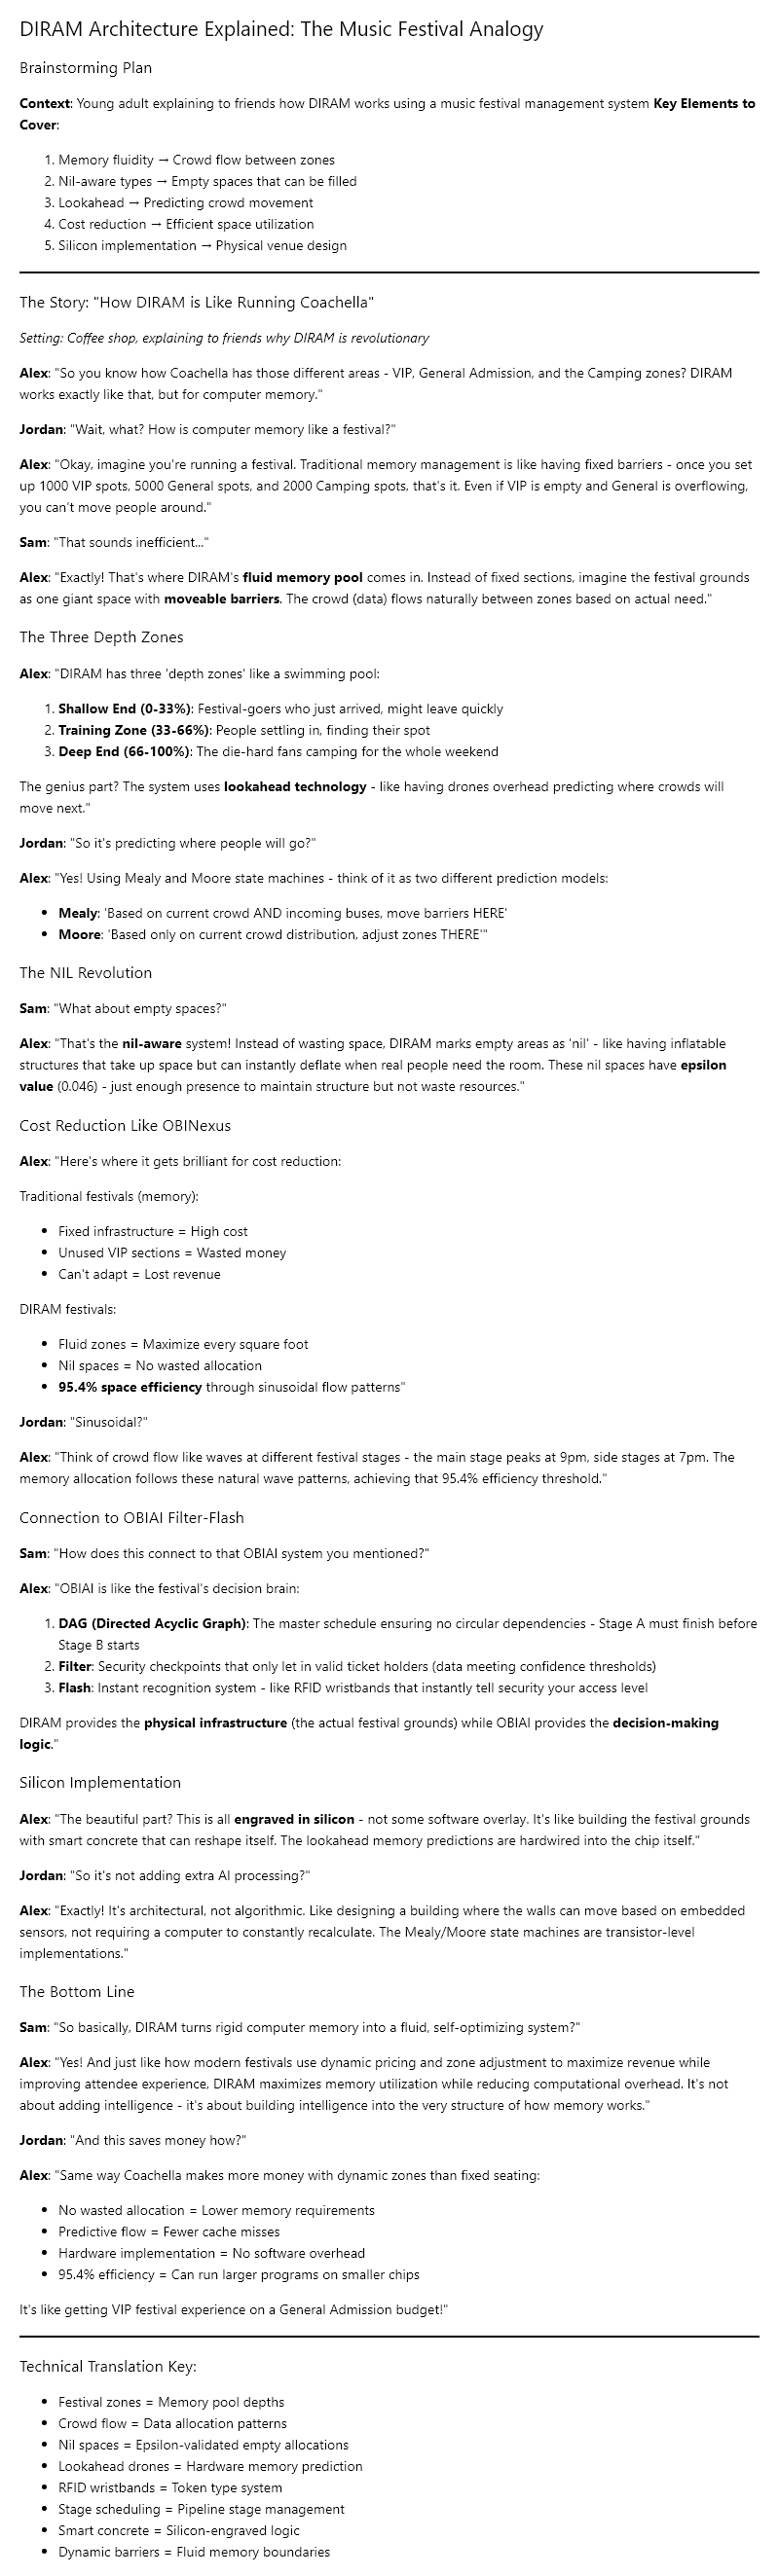 DIRAM Architecture Explained: The Music Festival Analogy
Brainstorming Plan
Context: Young adult explaining to friends how DIRAM works using a music festival management system Key Elements to
Cover:
1. Memory fluidity → Crowd flow between zones
2. Nil-aware types → Empty spaces that can be filled
3. Lookahead → Predicting crowd movement
4. Cost reduction → Efficient space utilization
5. Silicon implementation → Physical venue design
The Story: "How DIRAM is Like Running Coachella"
Setting: Coffee shop, explaining to friends why DIRAM is revolutionary
Alex: "So you know how Coachella has those different areas - VIP, General Admission, and the Camping zones? DIRAM
works exactly like that, but for computer memory."
Jordan: "Wait, what? How is computer memory like a festival?"
Alex: "Okay, imagine you're running a festival. Traditional memory management is like having fixed barriers - once you set
up 1000 VIP spots, 5000 General spots, and 2000 Camping spots, that's it. Even if VIP is empty and General is overflowing,
you can't move people around."
Sam: "That sounds inefficient..."
Alex: "Exactly! That's where DIRAM's fluid memory pool comes in. Instead of fixed sections, imagine the festival grounds
as one giant space with moveable barriers. The crowd (data) flows naturally between zones based on actual need."
The Three Depth Zones
Alex: "DIRAM has three 'depth zones' like a swimming pool:
1. Shallow End (0-33%): Festival-goers who just arrived, might leave quickly
2. Training Zone (33-66%): People settling in, finding their spot
3. Deep End (66-100%): The die-hard fans camping for the whole weekend
The genius part? The system uses lookahead technology - like having drones overhead predicting where crowds will
move next."
Jordan: "So it's predicting where people will go?"
Alex: "Yes! Using Mealy and Moore state machines - think of it as two different prediction models:
• Mealy: 'Based on current crowd AND incoming buses, move barriers HERE'
• Moore: 'Based only on current crowd distribution, adjust zones THERE'"
The NIL Revolution
Sam: "What about empty spaces?"
Alex: "That's the nil-aware system! Instead of wasting space, DIRAM marks empty areas as 'nil' - like having inflatable
structures that take up space but can instantly deflate when real people need the room. These nil spaces have epsilon
value (0.046) - just enough presence to maintain structure but not waste resources."
Cost Reduction Like OBINexus
Alex: "Here's where it gets brilliant for cost reduction:
Traditional festivals (memory):
• Fixed infrastructure = High cost
• Unused VIP sections = Wasted money
• Can't adapt = Lost revenue
DIRAM festivals:
• Fluid zones = Maximize every square foot
• Nil spaces = No wasted allocation
• 95.4% space efficiency through sinusoidal flow patterns"
Jordan: "Sinusoidal?"
Alex: "Think of crowd flow like waves at different festival stages - the main stage peaks at 9pm, side stages at 7pm. The
memory allocation follows these natural wave patterns, achieving that 95.4% efficiency threshold."
Connection to OBIAI Filter-Flash
Sam: "How does this connect to that OBIAI system you mentioned?"
Alex: "OBIAI is like the festival's decision brain:
1. DAG (Directed Acyclic Graph): The master schedule ensuring no circular dependencies - Stage A must finish before
Stage B starts
2. Filter: Security checkpoints that only let in valid ticket holders (data meeting confidence thresholds)
3. Flash: Instant recognition system - like RFID wristbands that instantly tell security your access level
DIRAM provides the physical infrastructure (the actual festival grounds) while OBIAI provides the decision-making
logic."
Silicon Implementation
Alex: "The beautiful part? This is all engraved in silicon - not some software overlay. It's like building the festival grounds
with smart concrete that can reshape itself. The lookahead memory predictions are hardwired into the chip itself."
Jordan: "So it's not adding extra AI processing?"
Alex: "Exactly! It's architectural, not algorithmic. Like designing a building where the walls can move based on embedded
sensors, not requiring a computer to constantly recalculate. The Mealy/Moore state machines are transistor-level
implementations."
The Bottom Line
Sam: "So basically, DIRAM turns rigid computer memory into a fluid, self-optimizing system?"
Alex: "Yes! And just like how modern festivals use dynamic pricing and zone adjustment to maximize revenue while
improving attendee experience, DIRAM maximizes memory utilization while reducing computational overhead. It's not
about adding intelligence - it's about building intelligence into the very structure of how memory works."
Jordan: "And this saves money how?"
Alex: "Same way Coachella makes more money with dynamic zones than fixed seating:
• No wasted allocation = Lower memory requirements
• Predictive flow = Fewer cache misses
• Hardware implementation = No software overhead
• 95.4% efficiency = Can run larger programs on smaller chips
It's like getting VIP festival experience on a General Admission budget!"
Technical Translation Key:
• Festival zones = Memory pool depths
• Crowd flow = Data allocation patterns
• Nil spaces = Epsilon-validated empty allocations
• Lookahead drones = Hardware memory prediction
• RFID wristbands = Token type system
• Stage scheduling = Pipeline stage management
• Smart concrete = Silicon-engraved logic
• Dynamic barriers = Fluid memory boundaries